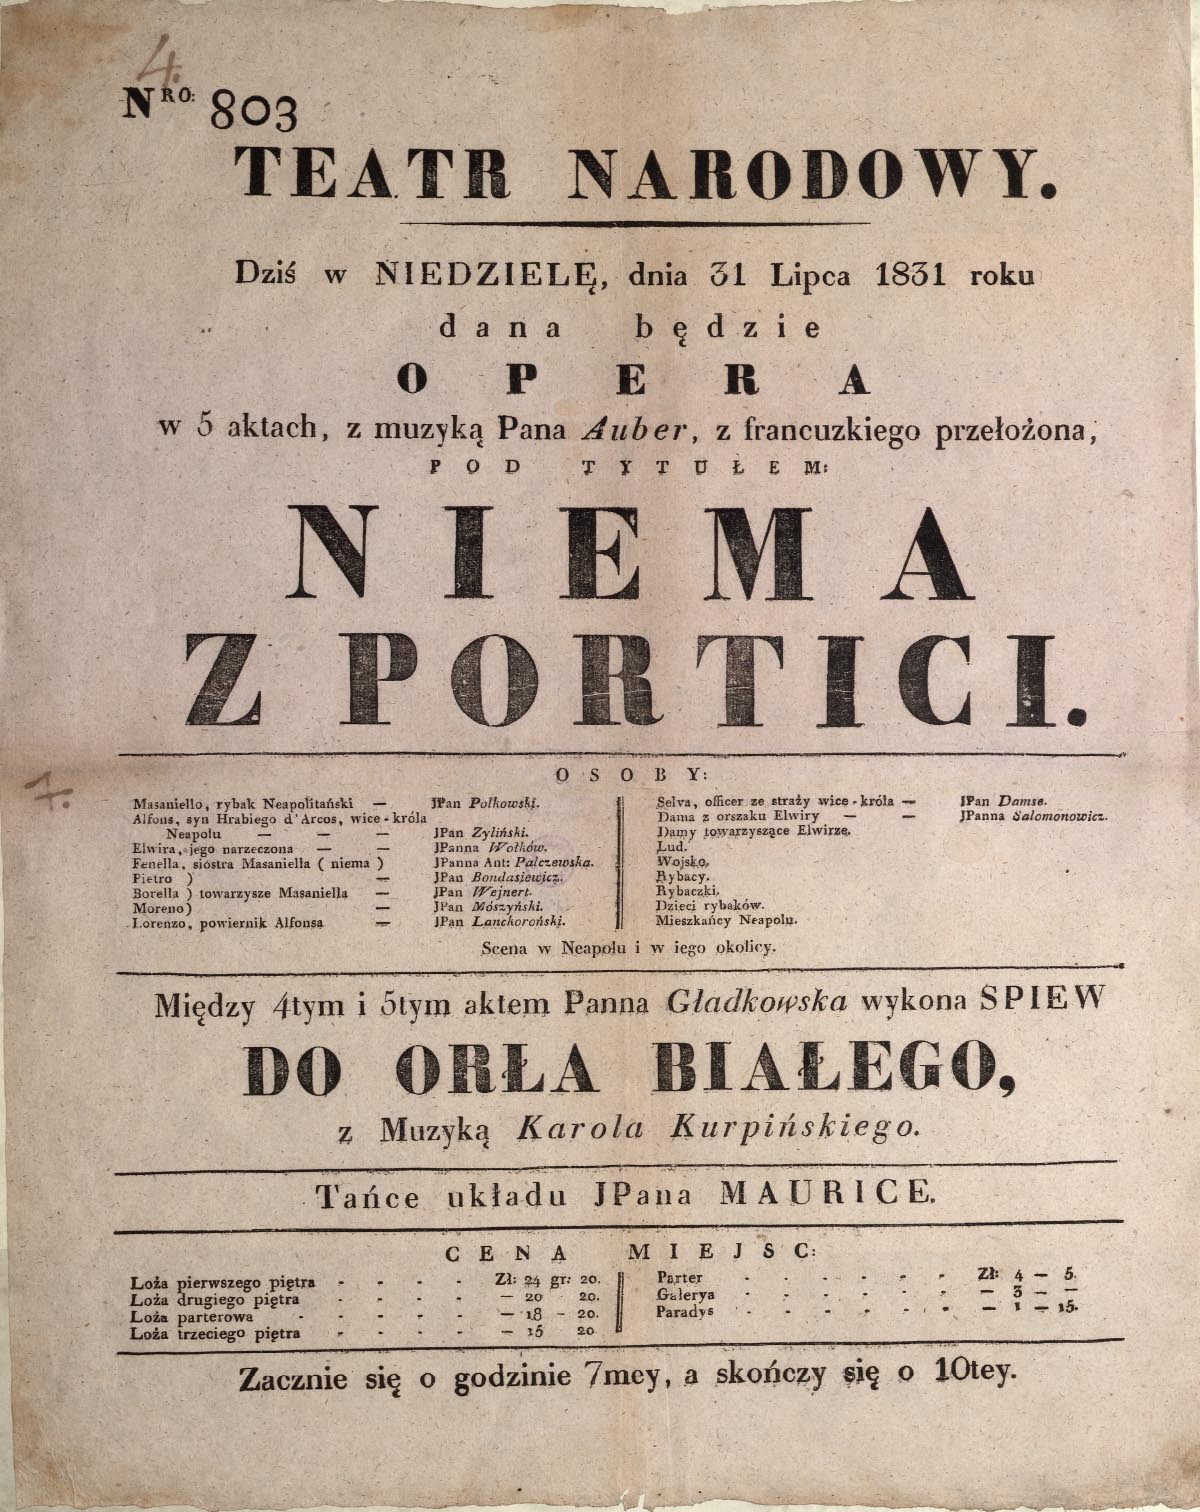 4.
NRO: 803
TEATR NARODOWY.
Dziś w NIEDZIELĘ, dnia 31 Lipca 1831 roku
dana będzie
OPERA
w 5 aktach, z muzyką Pana Auber, z francuzkiego przełożona,
POD TYTUŁEM:
NIEMA
Z PORTICI.
OSOBY:
Masaniello, rybak Neapolitański — JPan Polkowski.
Alfons, syn Hrabiego d'Arcos, wice-króla
Neapolu — — — JPan Zyliński.
Elwira, jego narzeczona — — JPanna Wołków.
Fenella, siostra Masaniella ( niema ) JPanna Ant: Palczewska.
Pietro ) — JPan Bondasiewicz.
Borella ) towarzysze Masaniella — JPan Wejnert.
Moreno) — JPan Mószyński.
Lorenzo, powiernik Alfonsa — JPan Lanckoroński.
Selva, officer ze straży wice-króla — JPan Damse.
Dama z orszaku Elwiry — — JPanna Salomonowicz.
Damy towarzyszące Elwirze.
Lud.
Wojsko.
Rybacy.
Rybaczki.
Dzieci rybaków.
Mieszkańcy Neapolu.
Scena w Neapolu i w iego okolicy.
Między 4tym i 5tym aktem Panna Gładkowska wykona SPIEW
DO ORŁA BIAŁEGO,
z Muzyką Karola Kurpińskiego.
Tańce układu JPana MAURICE.
CENA MIEJSC:
Loża pierwszego piętra - - - - Zł: 24 gr: 20.
Loża drugiego piętra - - - - — 20 - 20.
Loża parterowa - - - - - — 18 - 20.
Loża trzeciego piętra - - - - — 15 20
Parter - - - - - - Zł: 4 — 5.
Galerya - - - - - - — 3 — —
Paradys - - - - - - — 1 — 15.
Zacznie się o godzinie 7mey, a skończy się o 10tey.